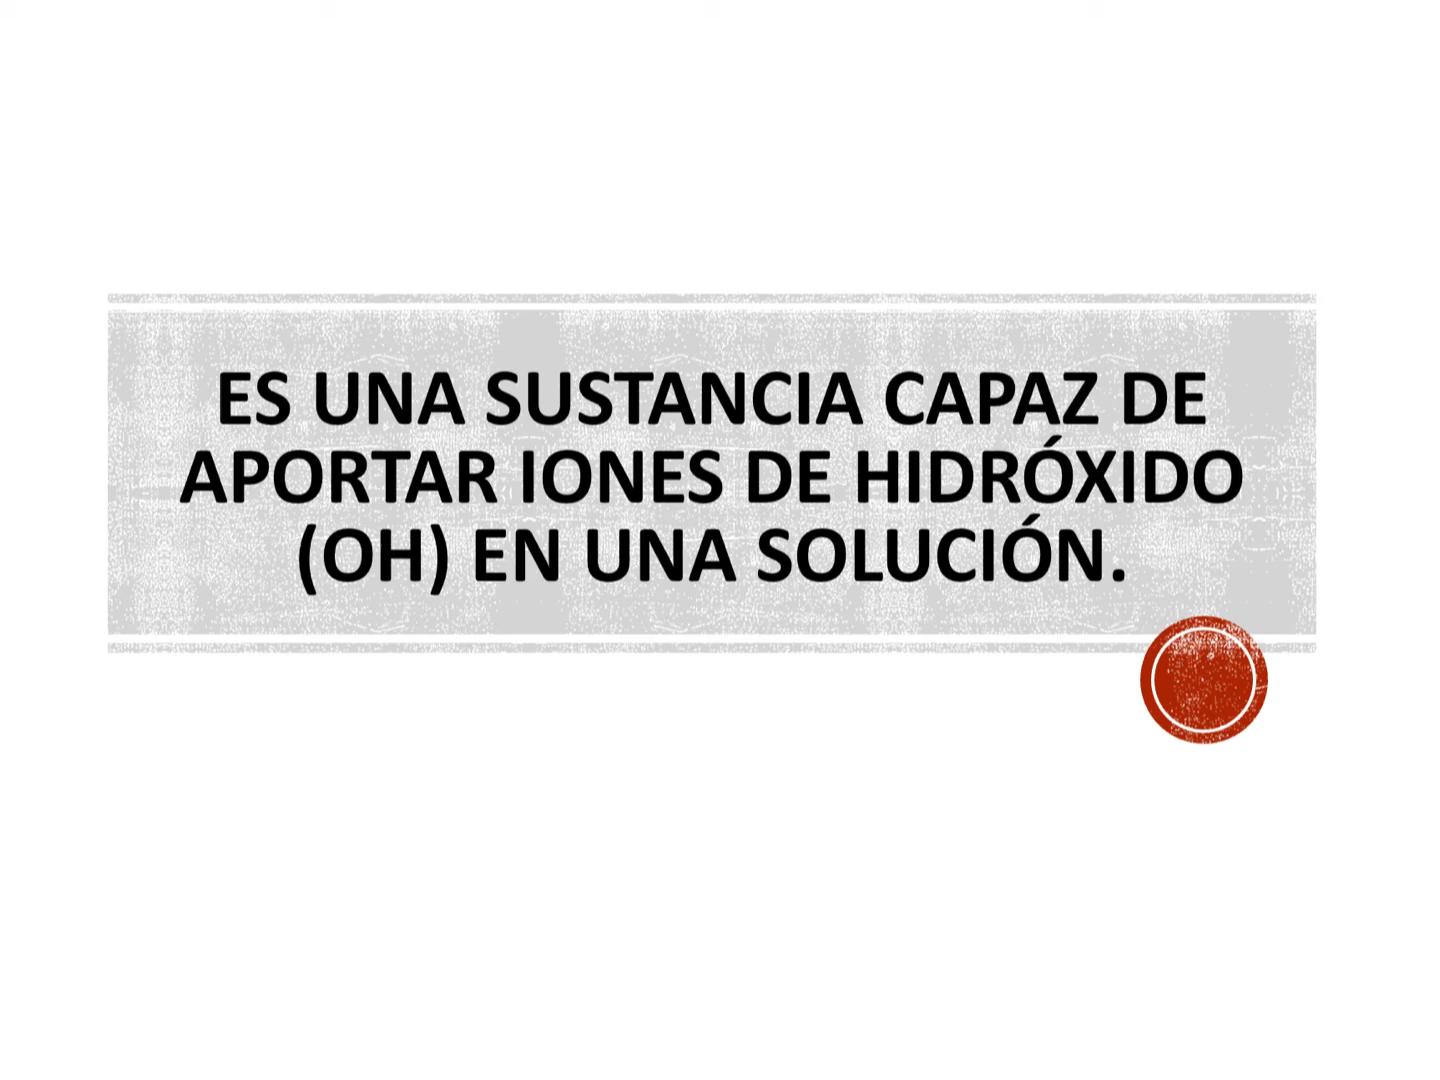 ES UNA SUSTANCIA CAPAZ DE
APORTAR IONES DE HIDRÓXIDO
(OH) EN UNA SOLUCIÓN.